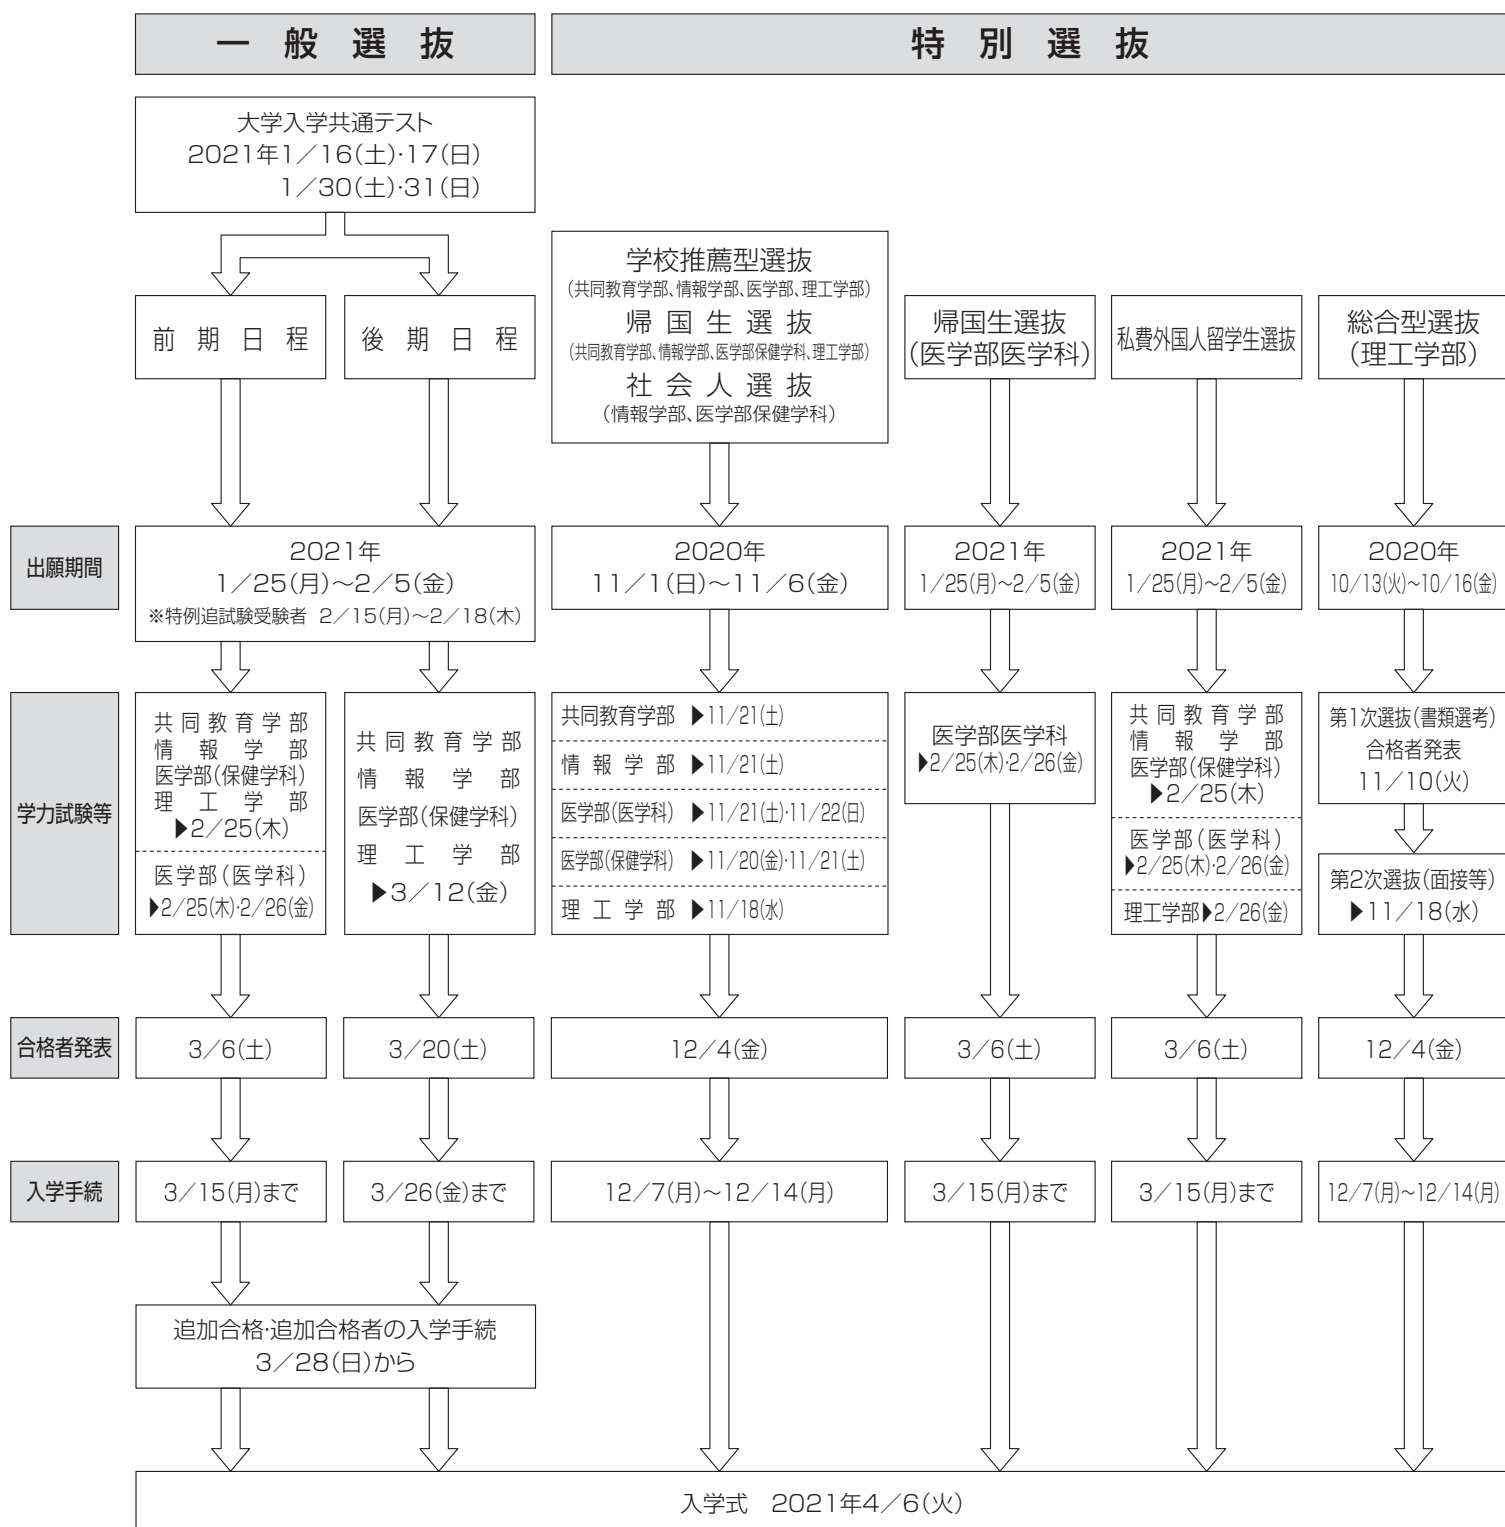 一般選抜
特別選抜
大学入学共通テスト
2021年1／16(土)・17(日)
1／30(土)・31(日)
前期日程
後期日程
学校推薦型選抜
(共同教育学部、情報学部、医学部、理工学部)
帰国生選抜
(共同教育学部、情報学部、医学部保健学科、理工学部)
社会人選抜
(情報学部、医学部保健学科)
帰国生選抜
(医学部医学科)
私費外国人留学生選抜
総合型選抜
(理工学部)
出願期間
2021年
1／25(月)～2／5(金)
※特例追試験受験者 2／15(月)～2／18(木)
2020年
11／1(日)～11／6(金)
2021年
1／25(月)～2／5(金)
2021年
1／25(月)～2／5(金)
2020年
10／13(火)～10／16(金)
学力試験等
共同教育学部
情報学部
医学部(保健学科)
理工学部
▶2／25(木)
医学部(医学科)
▶2／25(木)・2／26(金)
共同教育学部
情報学部
医学部(保健学科)
理工学部
▶3／12(金)
共同教育学部 ▶11／21(土)
情報学部 ▶11／21(土)
医学部(医学科) ▶11／21(土)・11／22(日)
医学部(保健学科) ▶11／20(金)・11／21(土)
理工学部 ▶11／18(水)
医学部医学科
▶2／25(木)・2／26(金)
共同教育学部
情報学部
医学部(保健学科)
▶2／25(木)
医学部(医学科)
▶2／25(木)・2／26(金)
理工学部▶2／26(金)
第1次選抜(書類選考)
合格者発表
11／10(火)
第2次選抜(面接等)
▶11／18(水)
合格者発表
3／6(土)
3／20(土)
12／4(金)
3／6(土)
3／6(土)
12／4(金)
入学手続
3／15(月)まで
3／26(金)まで
12／7(月)～12／14(月)
3／15(月)まで
3／15(月)まで
12／7(月)～12／14(月)
追加合格・追加合格者の入学手続
3／28(日)から
入学式 2021年4／6(火)